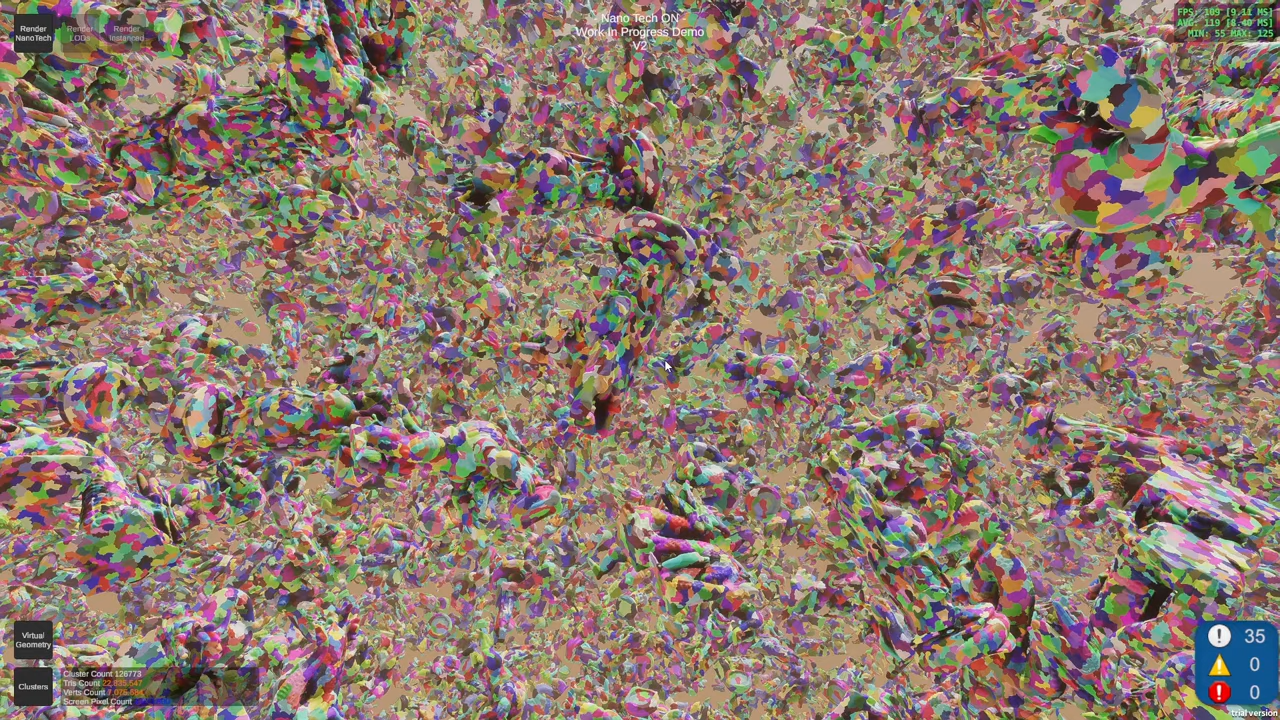 Render
NanoTech
Render
LODs
Render
Instanced
Nano Tech ON
Work In Progress Demo
V2
FPS: 109 [9.11 MS]
AVG: 119 [8.40 MS]
MIN: 55 MAX: 125
Virtual
Geometry
Clusters
Cluster Count 126773
Tris Count
Verts Count
Screen Pixel Count
35
0
0
trial version